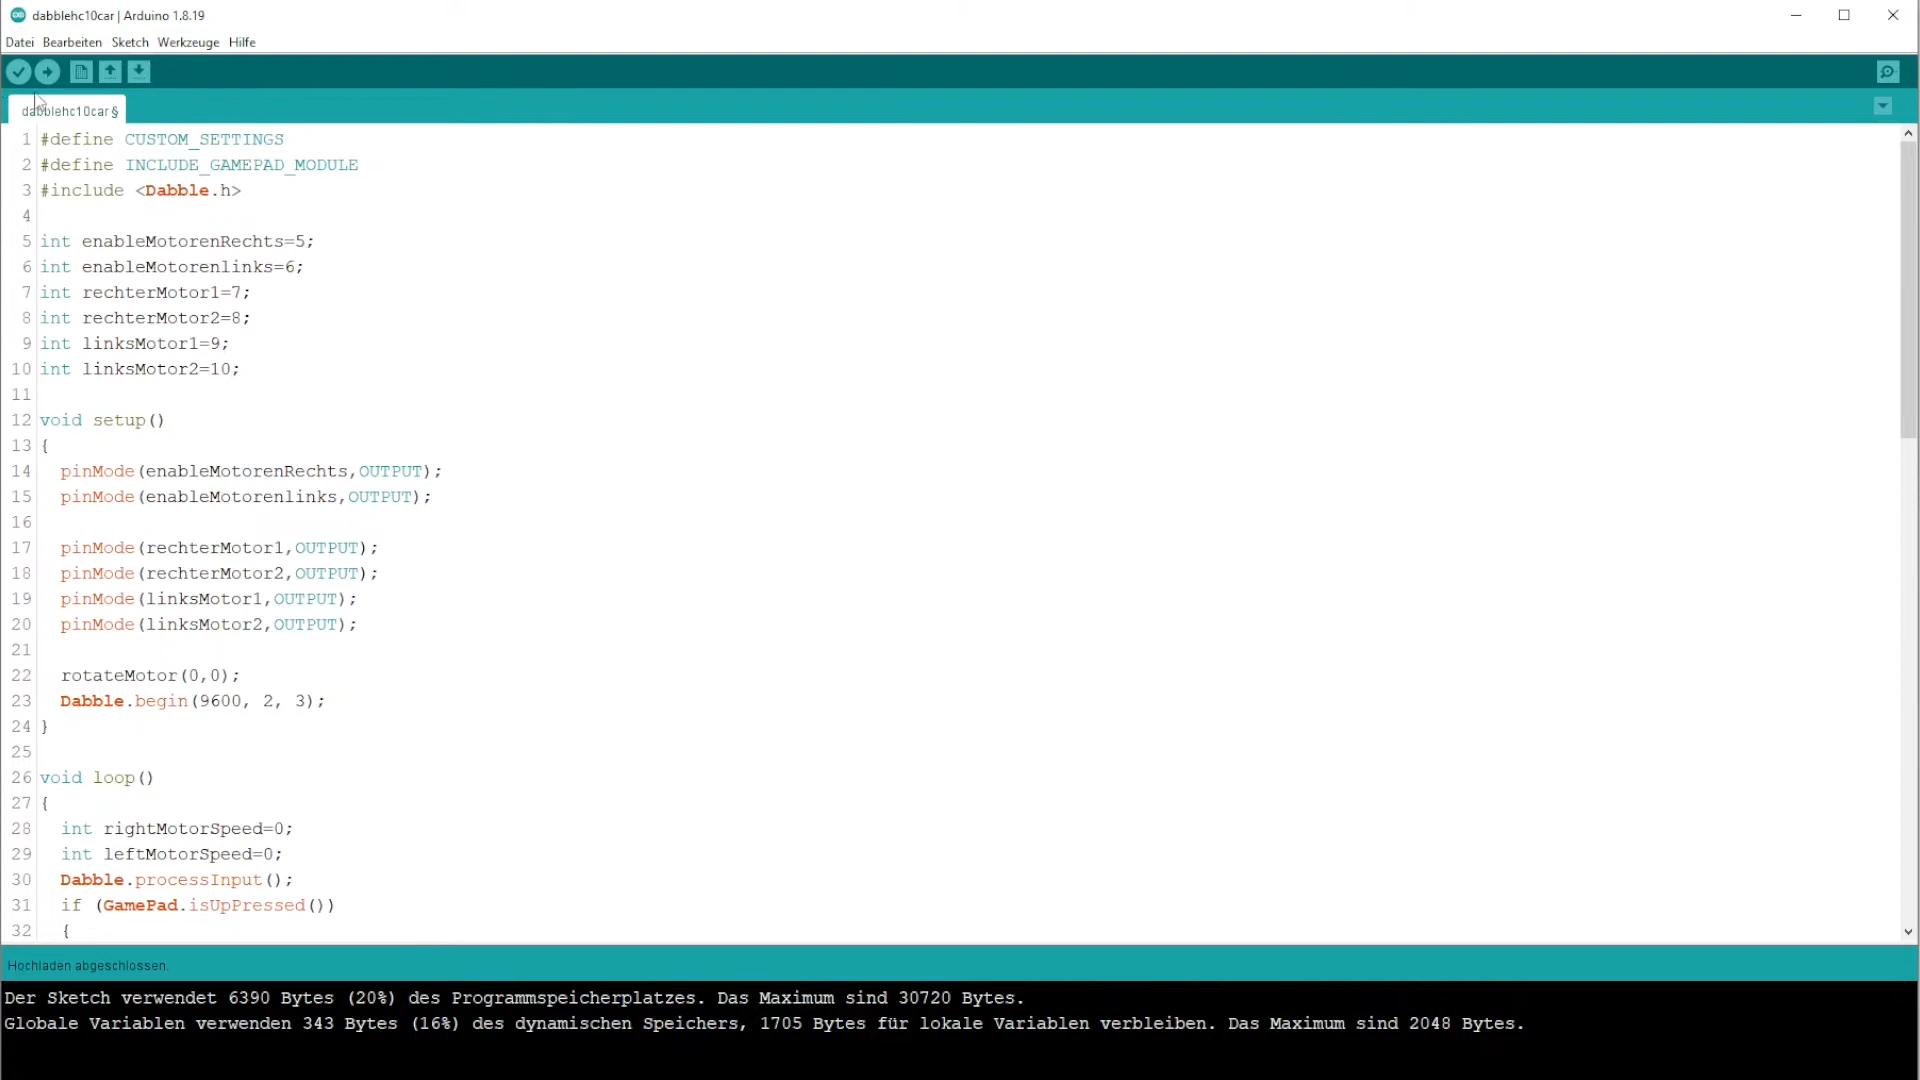 dabblehc10car | Arduino 1.8.19
Datei Bearbeiten Sketch Werkzeuge Hilfe
dabblehc10car §
1 #define CUSTOM_SETTINGS
2 #define INCLUDE_GAMEPAD_MODULE
3 #include <Dabble.h>
4
5 int enableMotorenRechts=5;
6 int enableMotorenlinks=6;
7 int rechterMotor1=7;
8 int rechterMotor2=8;
9 int linksMotor1=9;
10 int linksMotor2=10;
11
12 void setup()
13 {
14 pinMode(enableMotorenRechts,OUTPUT);
15 pinMode(enableMotorenlinks,OUTPUT);
16
17 pinMode(rechterMotor1,OUTPUT);
18 pinMode(rechterMotor2,OUTPUT);
19 pinMode(linksMotor1,OUTPUT);
20 pinMode(linksMotor2,OUTPUT);
21
22 rotateMotor(0,0);
23 Dabble.begin(9600, 2, 3);
24 }
25
26 void loop()
27 {
28 int rightMotorSpeed=0;
29 int leftMotorSpeed=0;
30 Dabble.processInput();
31 if (GamePad.isUpPressed())
32 {
Hochladen abgeschlossen.
Der Sketch verwendet 6390 Bytes (20%) des Programmspeicherplatzes. Das Maximum sind 30720 Bytes.
Globale Variablen verwenden 343 Bytes (16%) des dynamischen Speichers, 1705 Bytes für lokale Variablen verbleiben. Das Maximum sind 2048 Bytes.